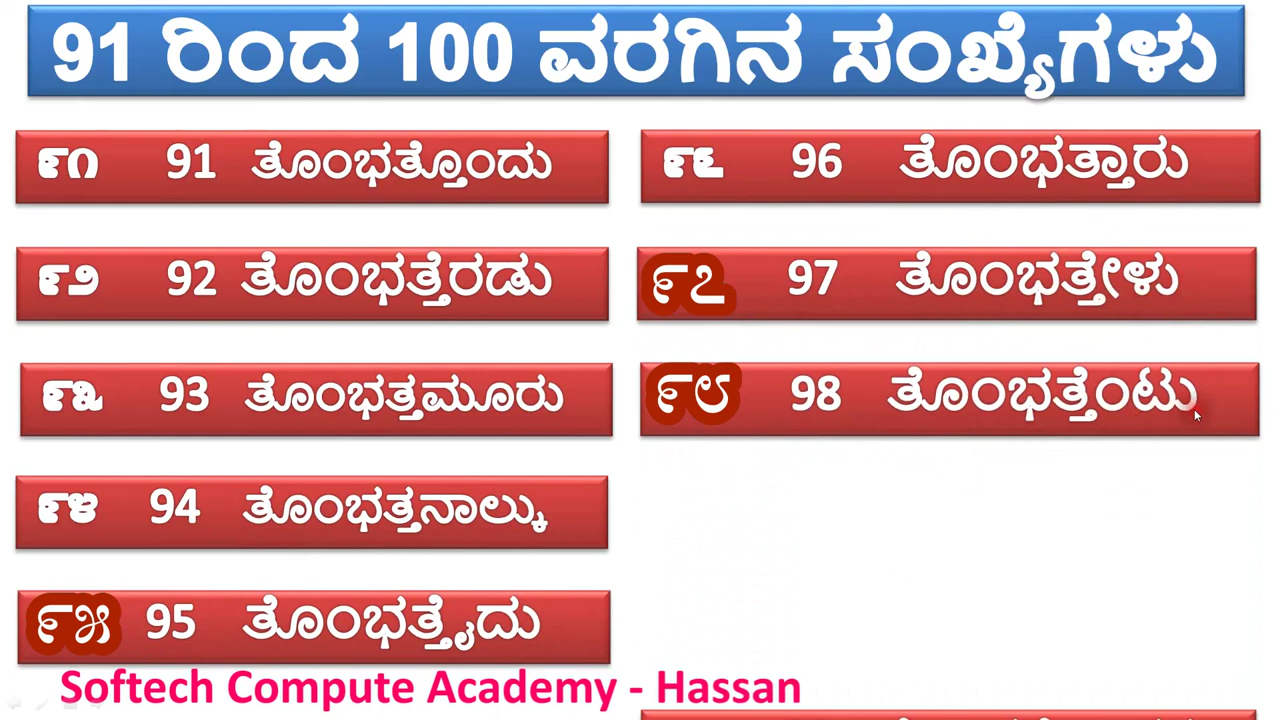 91 ರಿಂದ 100 ವರಗಿನ ಸಂಖ್ಯೆಗಳು
೯೧ 91 ತೊಂಭತ್ತೊಂದು
೯೨ 92 ತೊಂಭತ್ತೆರಡು
೯೩ 93 ತೊಂಭತ್ತಮೂರು
೯೪ 94 ತೊಂಭತ್ತನಾಲ್ಕು
೯೫ 95 ತೊಂಭತ್ತೈದು
೯೬ 96 ತೊಂಭತ್ತಾರು
೯೭ 97 ತೊಂಭತ್ತೇಳು
೯೮ 98 ತೊಂಭತ್ತೆಂಟು
Softech Compute Academy - Hassan